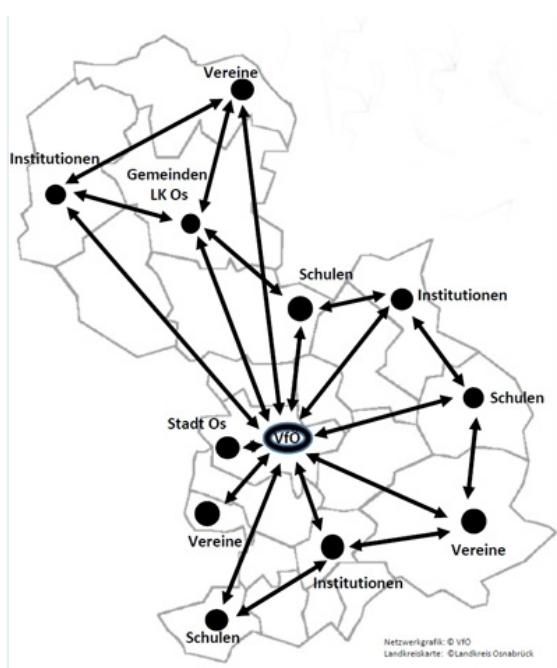 Vereine
Institutionen
Gemeinden
LK Os
Schulen
Institutionen
Schulen
Stadt Os
VfO
Vereine
Vereine
Institutionen
Schulen
Netzwerkgrafik: © VfÖ
Landkreiskarte: ©Landkreis Osnabrück